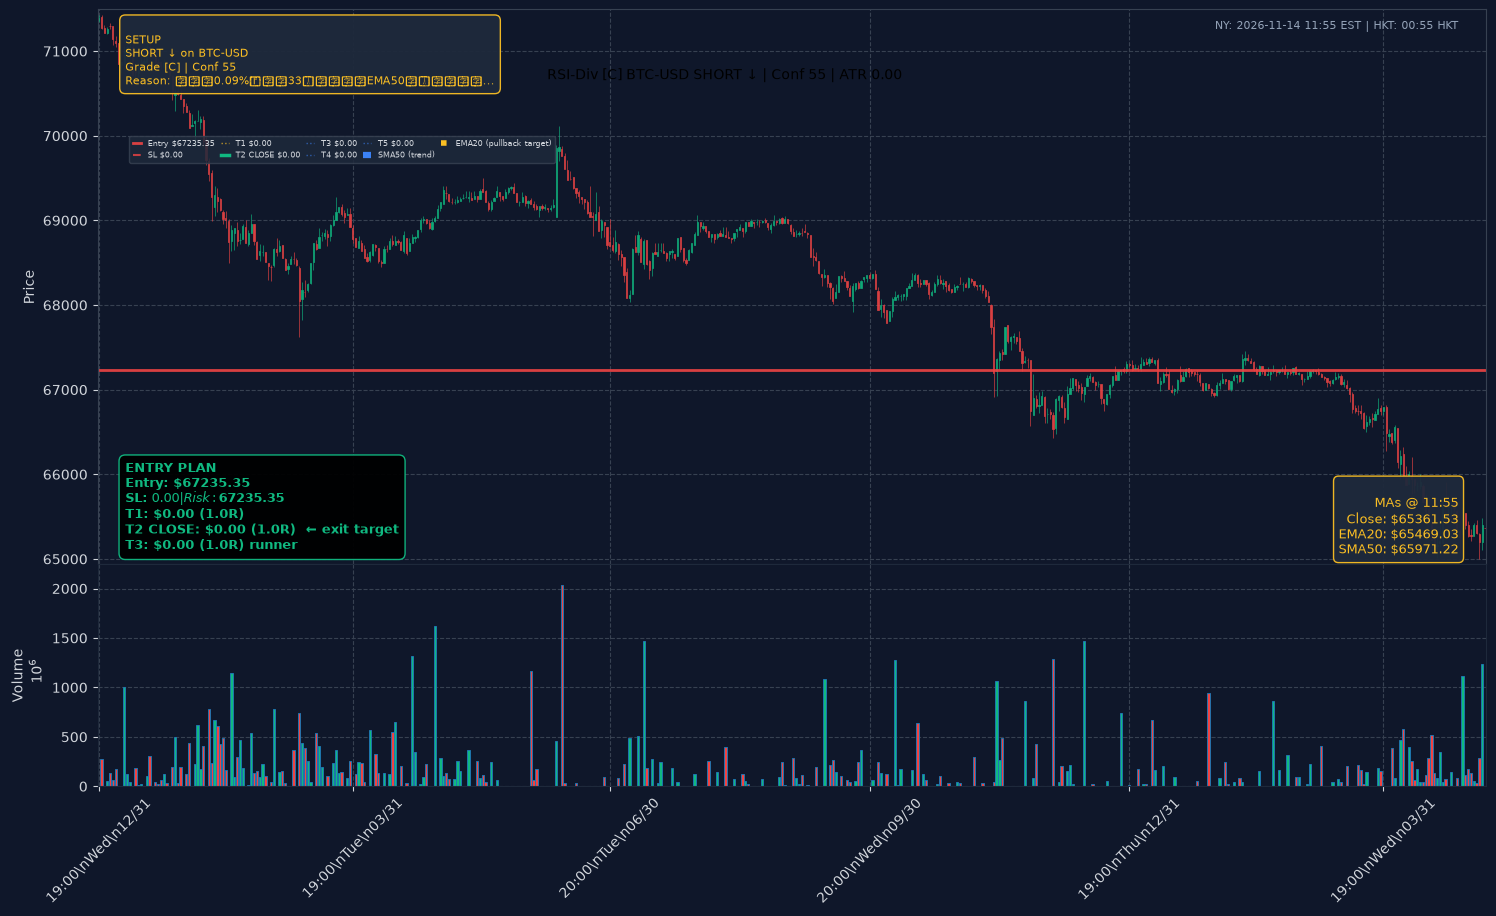 NY: 2026-11-14 11:55 EST | HKT: 00:55 HKT
SETUP
SHORT ↓ on BTC-USD
Grade [C] | Conf 55
Reason: 0.09% 33 EMA50 ...
RSI-Div [C] BTC-USD SHORT ↓ | Conf 55 | ATR 0.00
Entry $67235.35
SL $0.00
T1 $0.00
T2 CLOSE $0.00
T3 $0.00
T4 $0.00
T5 $0.00
SMA50 (trend)
EMA20 (pullback target)
Price
71000
70000
69000
68000
67000
66000
65000
ENTRY PLAN
Entry: $67235.35
SL: 0.00|Risk:67235.35
T1: $0.00 (1.0R)
T2 CLOSE: $0.00 (1.0R) ← exit target
T3: $0.00 (1.0R) runner
MAs @ 11:55
Close: $65361.53
EMA20: $65469.03
SMA50: $65971.22
Volume
10⁶
2000
1500
1000
500
0
19:00\nWed\n12/31
19:00\nTue\n03/31
20:00\nTue\n06/30
20:00\nWed\n09/30
19:00\nThu\n12/31
19:00\nWed\n03/31